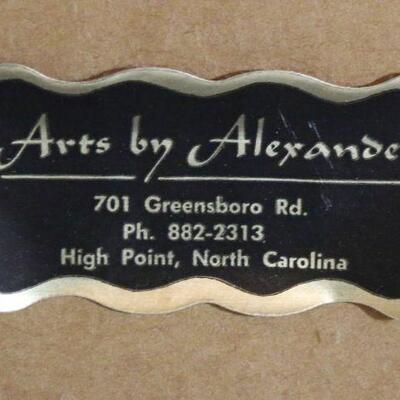 Arts by Alexande
701 Greensboro Rd.
Ph. 882-2313
High Point, North Carolina